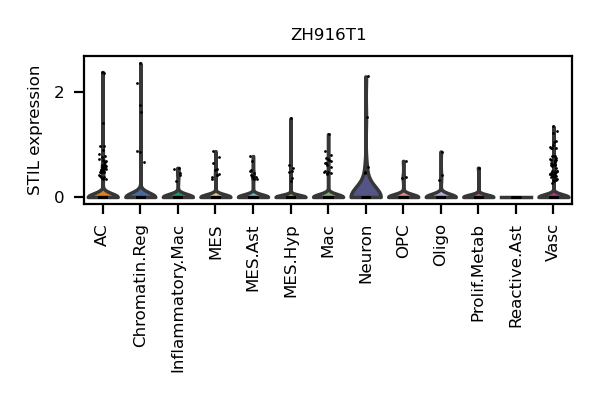 ZH916T1
STIL expression
2
0
AC
Chromatin.Reg
Inflammatory.Mac
MES
MES.Ast
MES.Hyp
Mac
Neuron
OPC
Oligo
Prolif.Metab
Reactive.Ast
Vasc